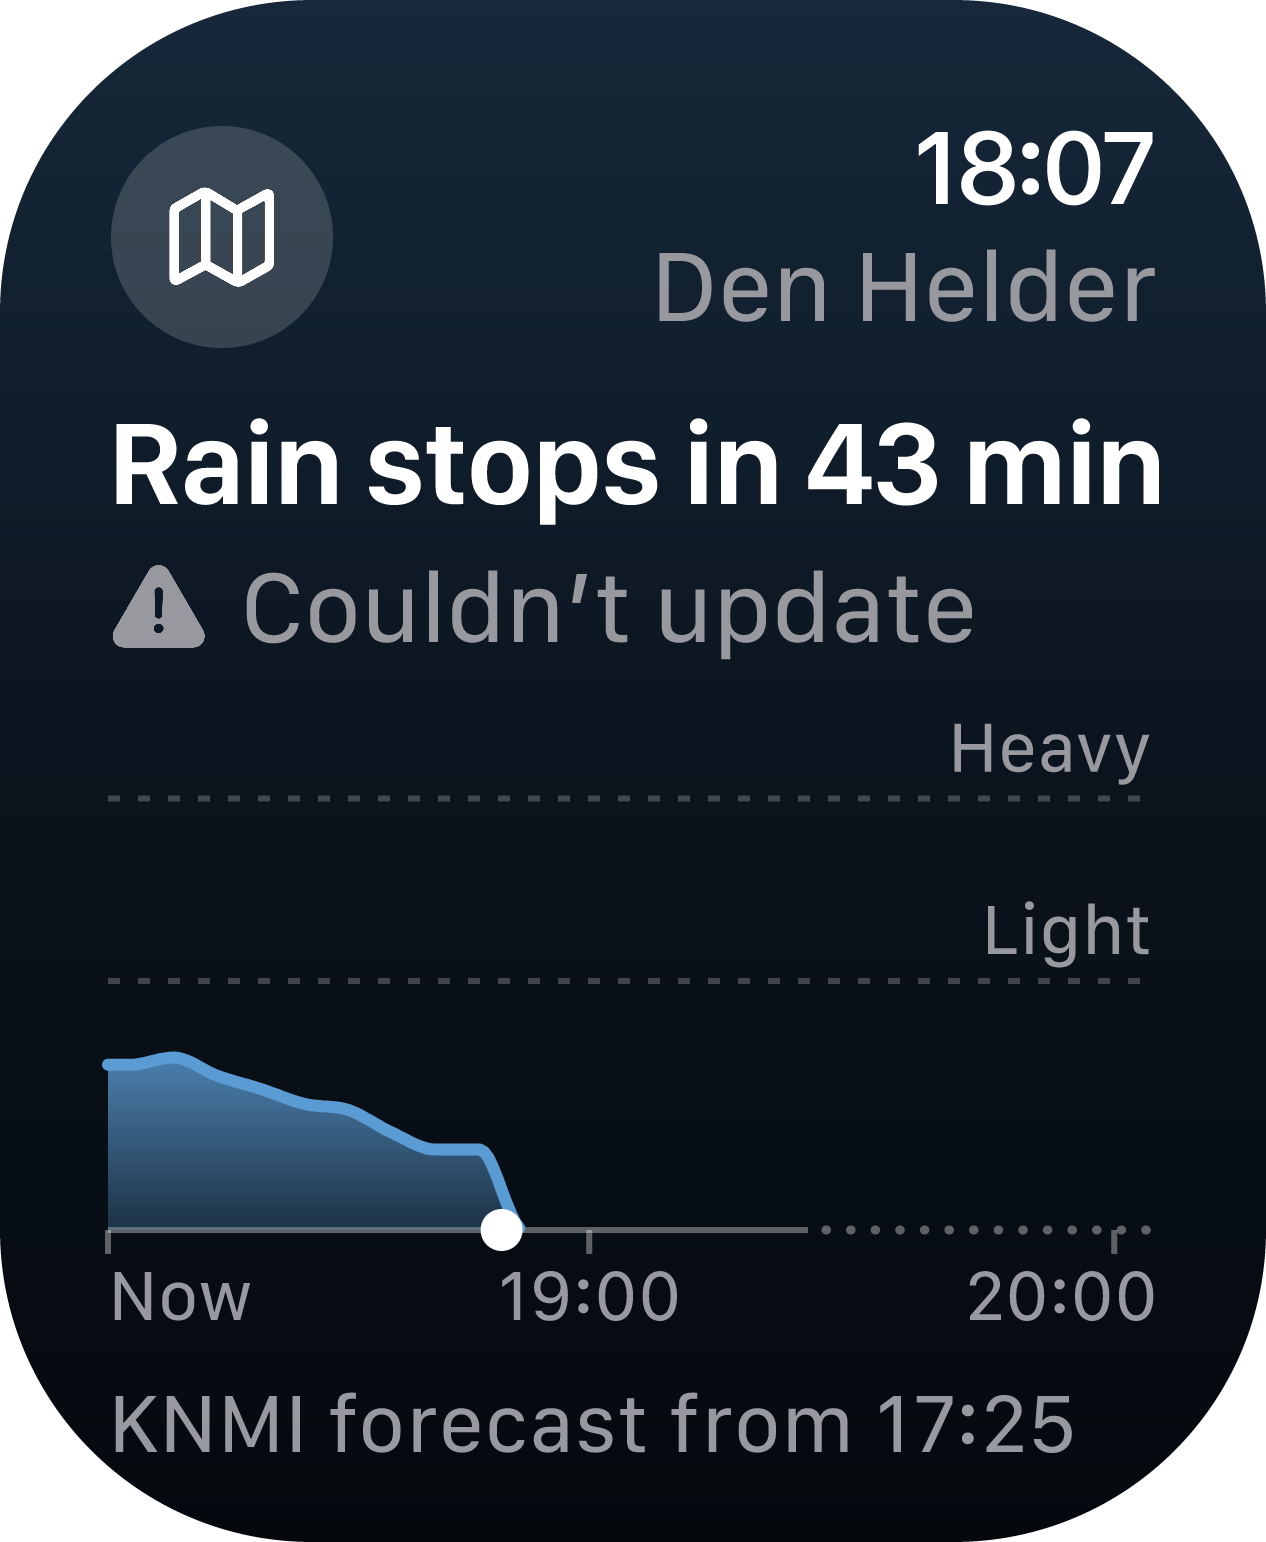 18:07
Den Helder
Rain stops in 43 min
Couldn’t update
Heavy
Light
Now 19:00 20:00
KNMI forecast from 17:25